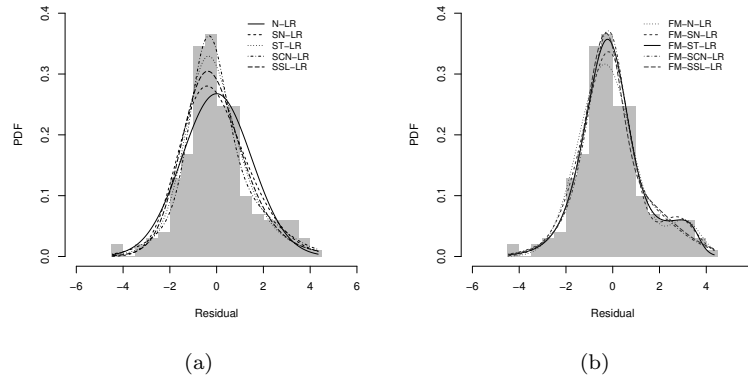 PDF
0.0
0.1
0.2
0.3
0.4
N−LR
SN−LR
ST−LR
SCN−LR
SSL−LR
−6 −4 −2 0 2 4 6
Residual
(a)
PDF
0.0
0.1
0.2
0.3
0.4
FM−N−LR
FM−SN−LR
FM−ST−LR
FM−SCN−LR
FM−SSL−LR
−6 −4 −2 0 2 4
Residual
(b)